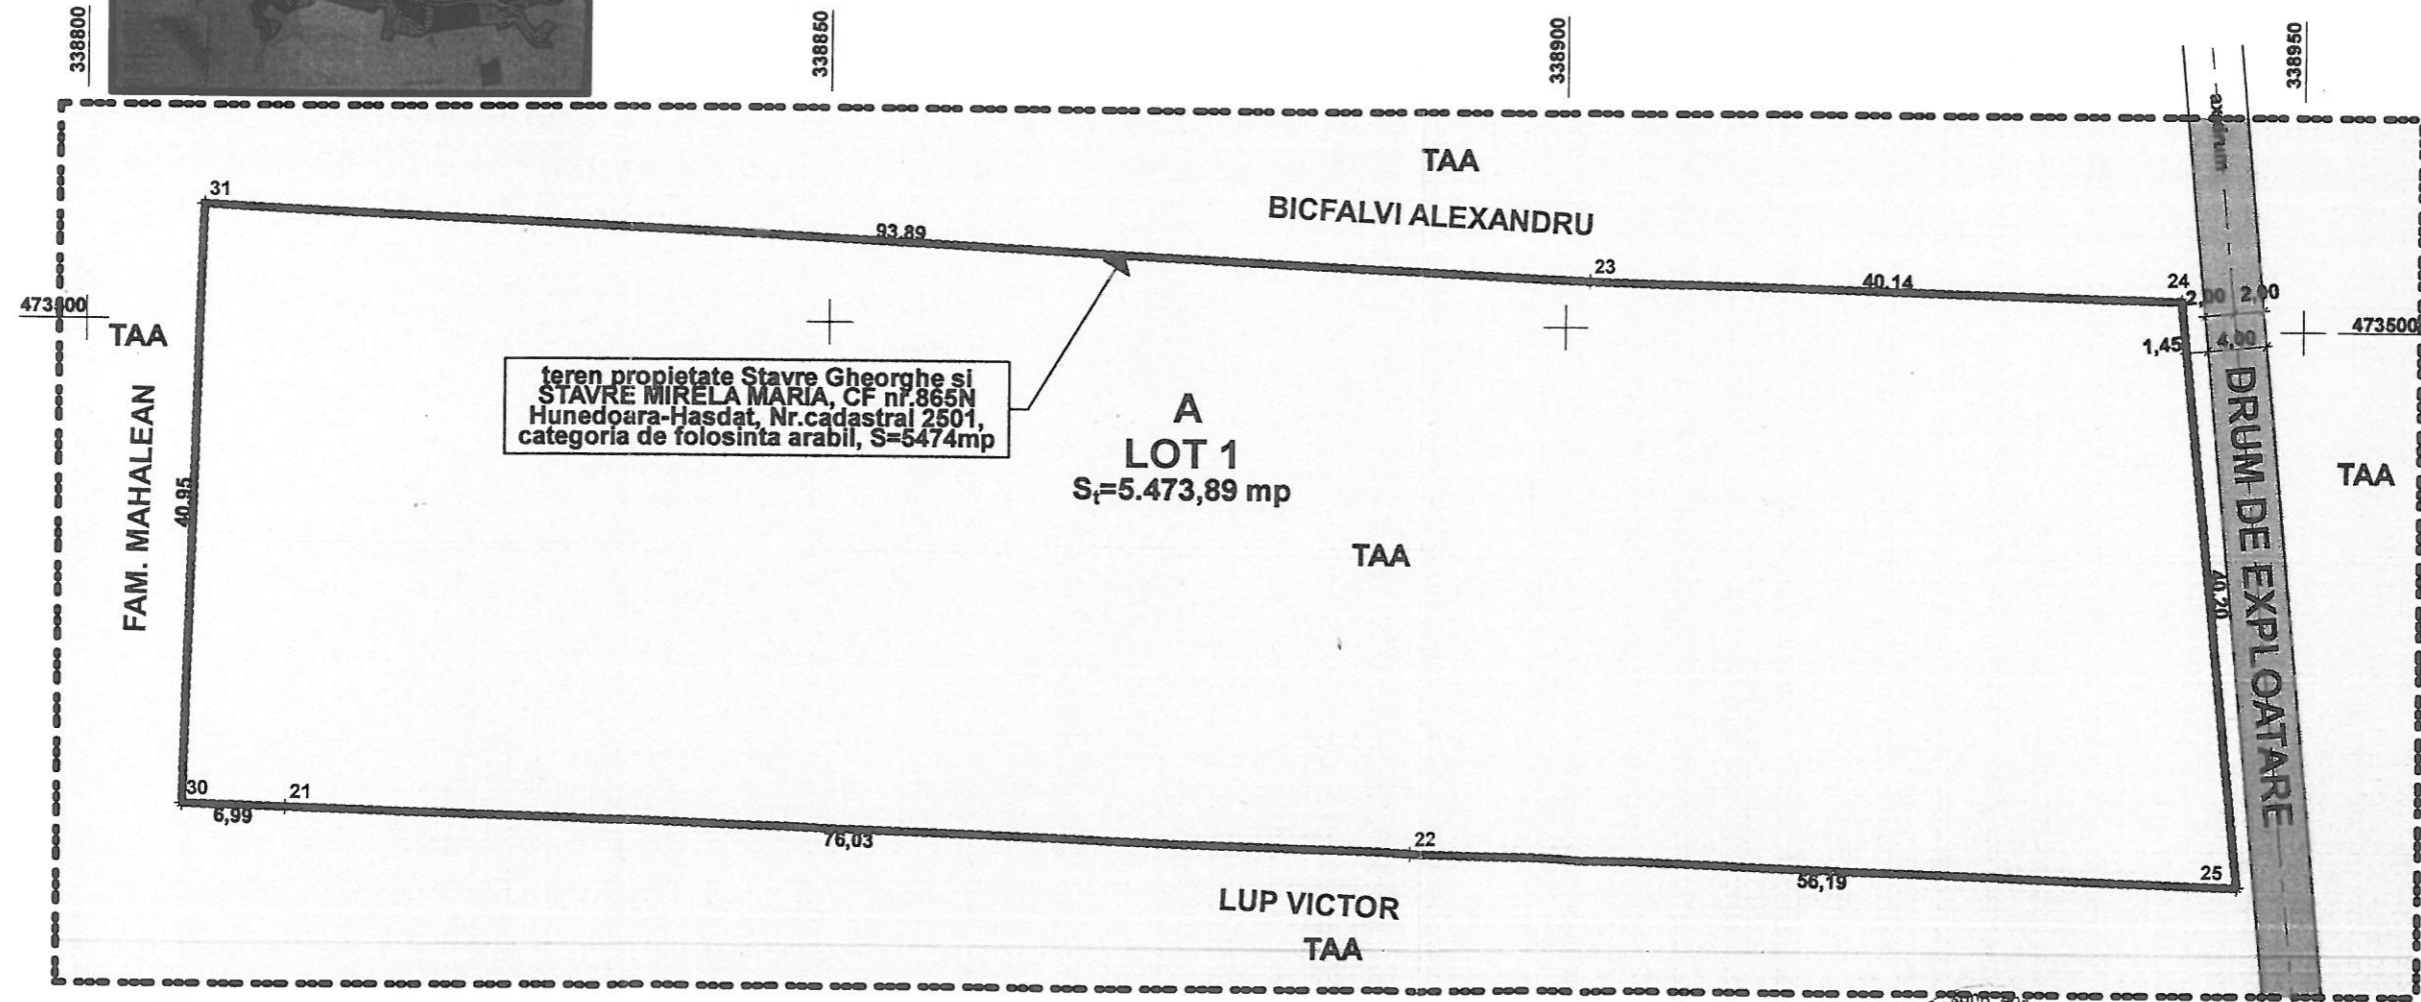 338800
338850
338900
338950
ax drum
TAA
BICFALVI ALEXANDRU
31
93,89
23
40,14
24
2,00
2,00
473500
473500
TAA
1,45
4,00
teren propietate Stavre Gheorghe si
STAVRE MIRELA MARIA, CF nr.865N
Hunedoara-Hasdat, Nr.cadastral 2501,
categoria de folosinta arabil, S=5474mp
A
LOT 1
St=5.473,89 mp
FAM. MAHALEAN
40,95
TAA
TAA
DRUM DE EXPLOATARE
40,20
30
21
6,99
76,03
22
56,19
25
LUP VICTOR
TAA